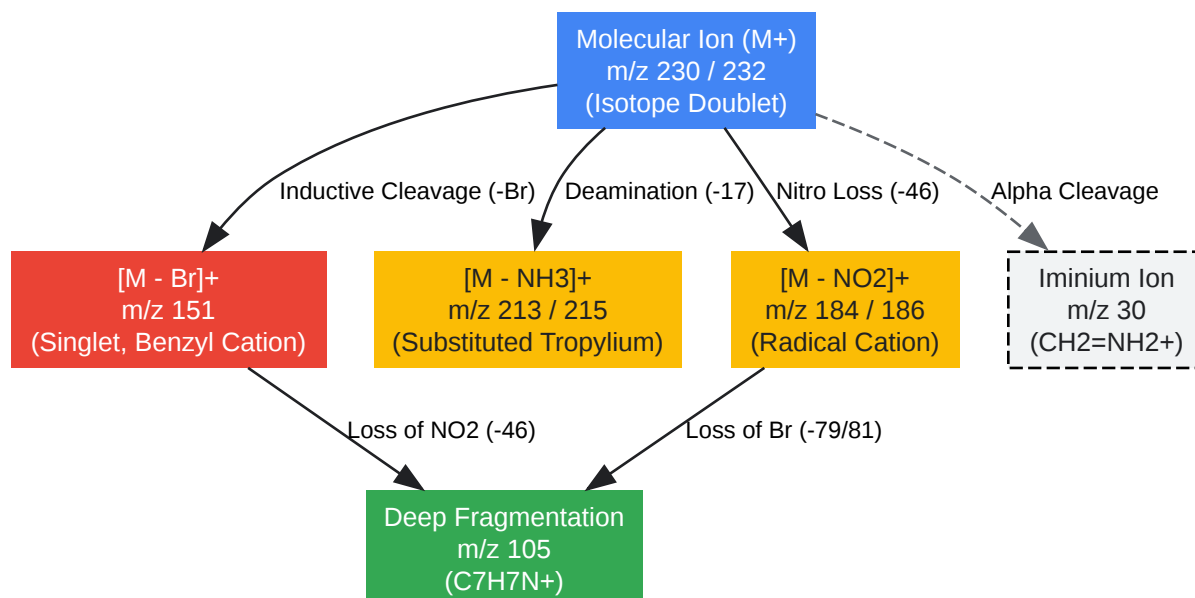 Molecular Ion (M+)
m/z 230 / 232
(Isotope Doublet)
Inductive Cleavage (-Br)
Deamination (-17)
Nitro Loss (-46)
Alpha Cleavage
[M - Br]+
m/z 151
(Singlet, Benzyl Cation)
[M - NH3]+
m/z 213 / 215
(Substituted Tropylium)
[M - NO2]+
m/z 184 / 186
(Radical Cation)
Iminium Ion
m/z 30
(CH2=NH2+)
Loss of NO2 (-46)
Loss of Br (-79/81)
Deep Fragmentation
m/z 105
(C7H7N+)